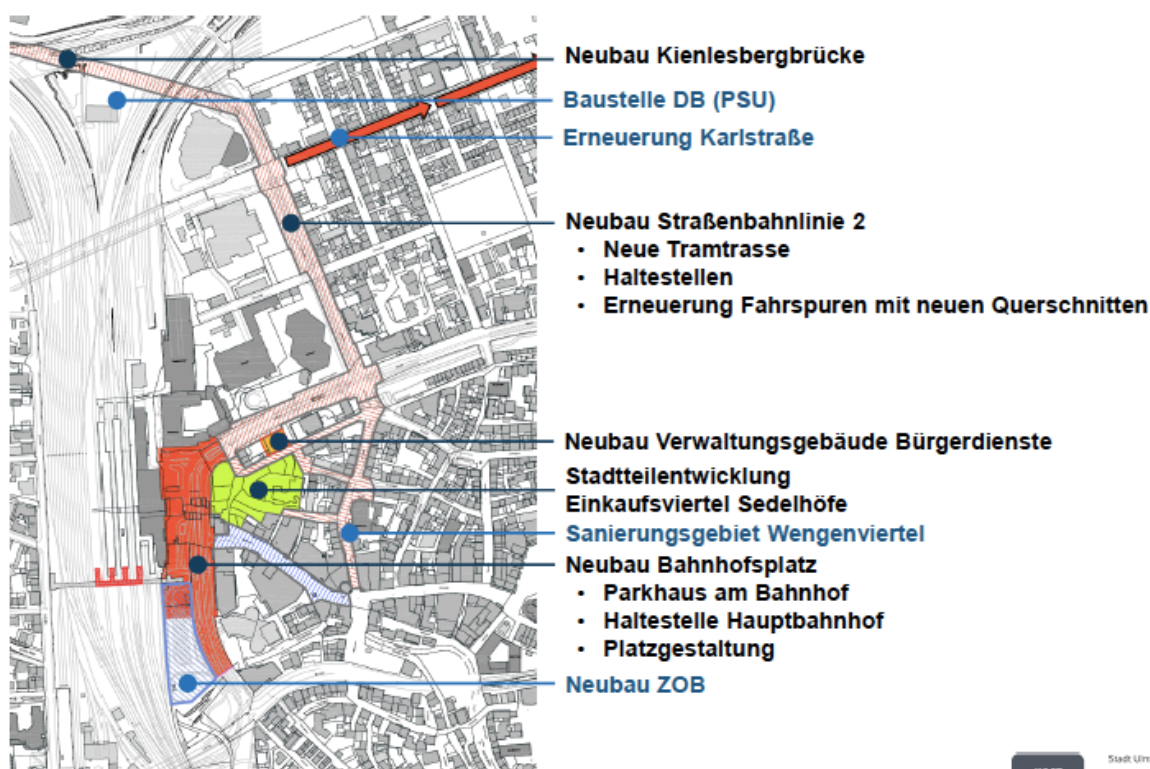 Neubau Kienlesbergbrücke
Baustelle DB (PSU)
Erneuerung Karlstraße
Neubau Straßenbahnlinie 2
• Neue Tramtrasse
• Haltestellen
• Erneuerung Fahrspuren mit neuen Querschnitten
Neubau Verwaltungsgebäude Bürgerdienste
Stadtteilentwicklung
Einkaufsviertel Sedelhöfe
Sanierungsgebiet Wengenviertel
Neubau Bahnhofsplatz
• Parkhaus am Bahnhof
• Haltestelle Hauptbahnhof
• Platzgestaltung
Neubau ZOB
Stadt Ulm